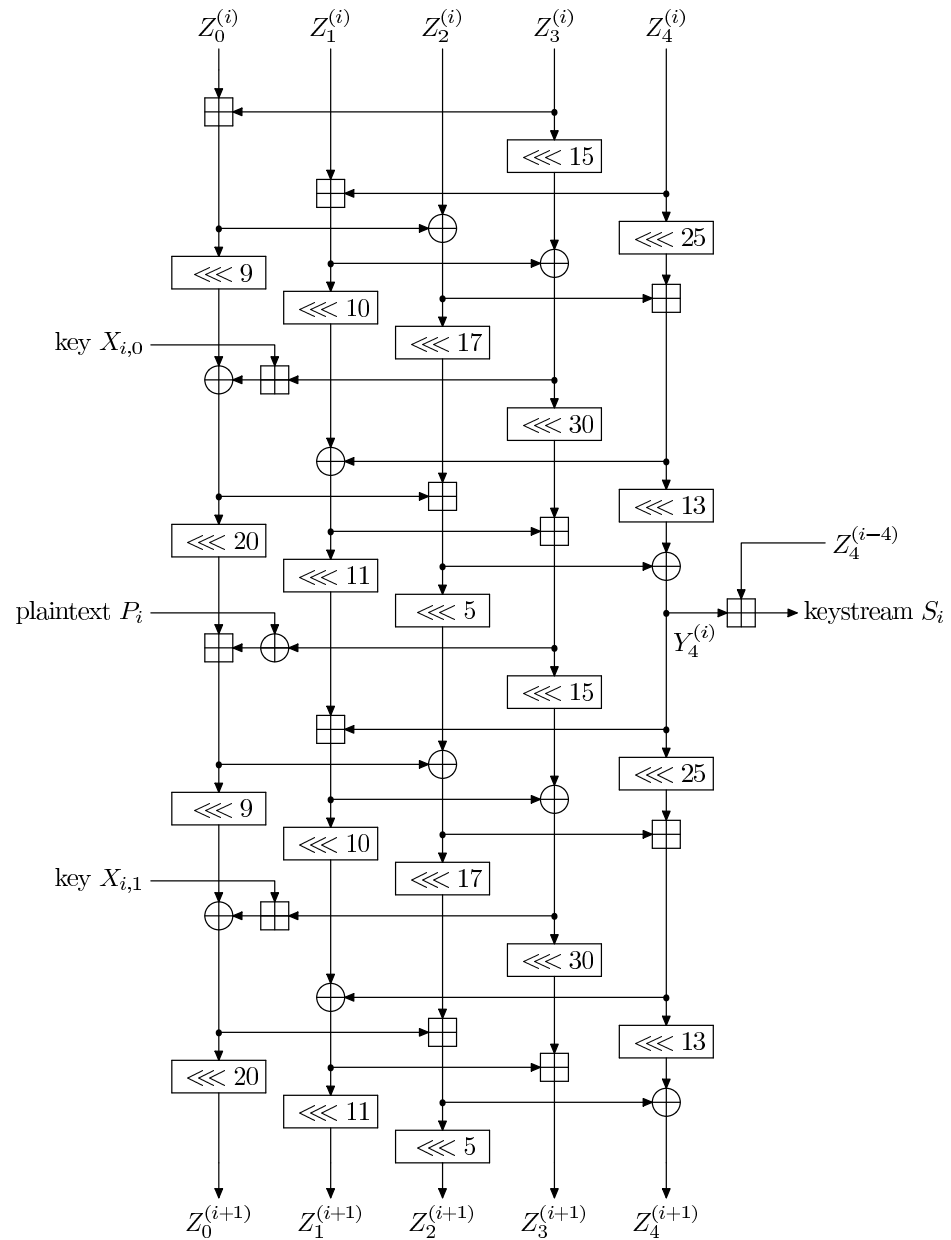 Z_0^{(i)} Z_1^{(i)} Z_2^{(i)} Z_3^{(i)} Z_4^{(i)}
⋘ 15
⋘ 25
⋘ 9
⋘ 10
⋘ 17
key X_{i,0}
⋘ 30
⋘ 13
⋘ 20
Z_4^{(i−4)}
⋘ 11
plaintext P_i
⋘ 5
keystream S_i
Y_4^{(i)}
⋘ 15
⋘ 25
⋘ 9
⋘ 10
⋘ 17
key X_{i,1}
⋘ 30
⋘ 13
⋘ 20
⋘ 11
⋘ 5
Z_0^{(i+1)} Z_1^{(i+1)} Z_2^{(i+1)} Z_3^{(i+1)} Z_4^{(i+1)}